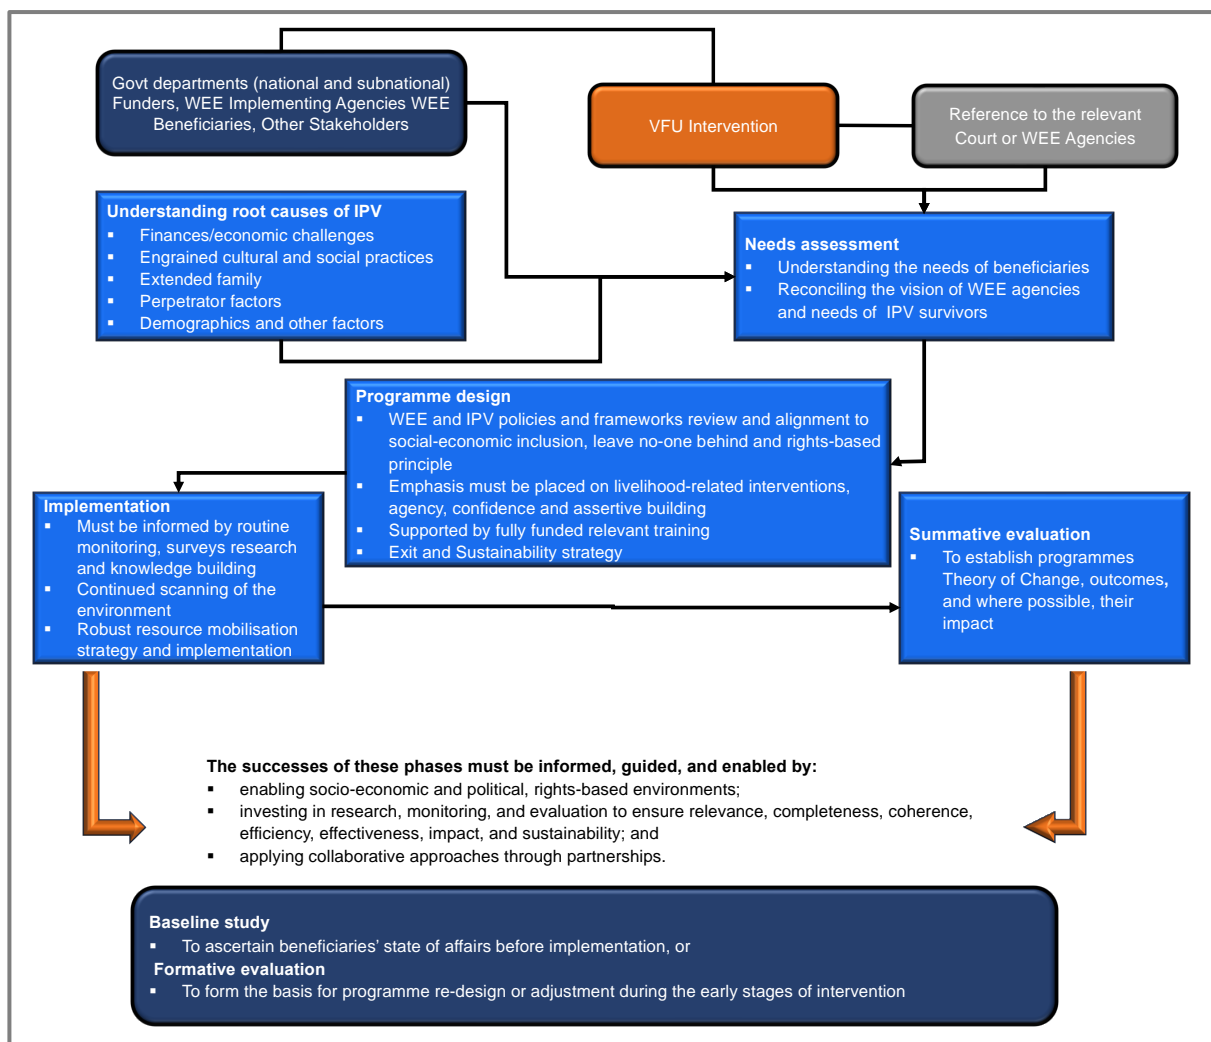 Govt departments (national and subnational)
Funders, WEE Implementing Agencies WEE
Beneficiaries, Other Stakeholders
VFU Intervention
Reference to the relevant
Court or WEE Agencies
Understanding root causes of IPV
▪ Finances/economic challenges
▪ Engrained cultural and social practices
▪ Extended family
▪ Perpetrator factors
▪ Demographics and other factors
Needs assessment
▪ Understanding the needs of beneficiaries
▪ Reconciling the vision of WEE agencies
and needs of IPV survivors
Programme design
▪ WEE and IPV policies and frameworks review and alignment to
social-economic inclusion, leave no-one behind and rights-based
principle
▪ Emphasis must be placed on livelihood-related interventions,
agency, confidence and assertive building
▪ Supported by fully funded relevant training
▪ Exit and Sustainability strategy
Implementation
▪ Must be informed by routine
monitoring, surveys research
and knowledge building
▪ Continued scanning of the
environment
▪ Robust resource mobilisation
strategy and implementation
Summative evaluation
▪ To establish programmes
Theory of Change, outcomes,
and where possible, their
impact
The successes of these phases must be informed, guided, and enabled by:
▪ enabling socio-economic and political, rights-based environments;
▪ investing in research, monitoring, and evaluation to ensure relevance, completeness, coherence,
efficiency, effectiveness, impact, and sustainability; and
▪ applying collaborative approaches through partnerships.
Baseline study
▪ To ascertain beneficiaries' state of affairs before implementation, or
Formative evaluation
▪ To form the basis for programme re-design or adjustment during the early stages of intervention